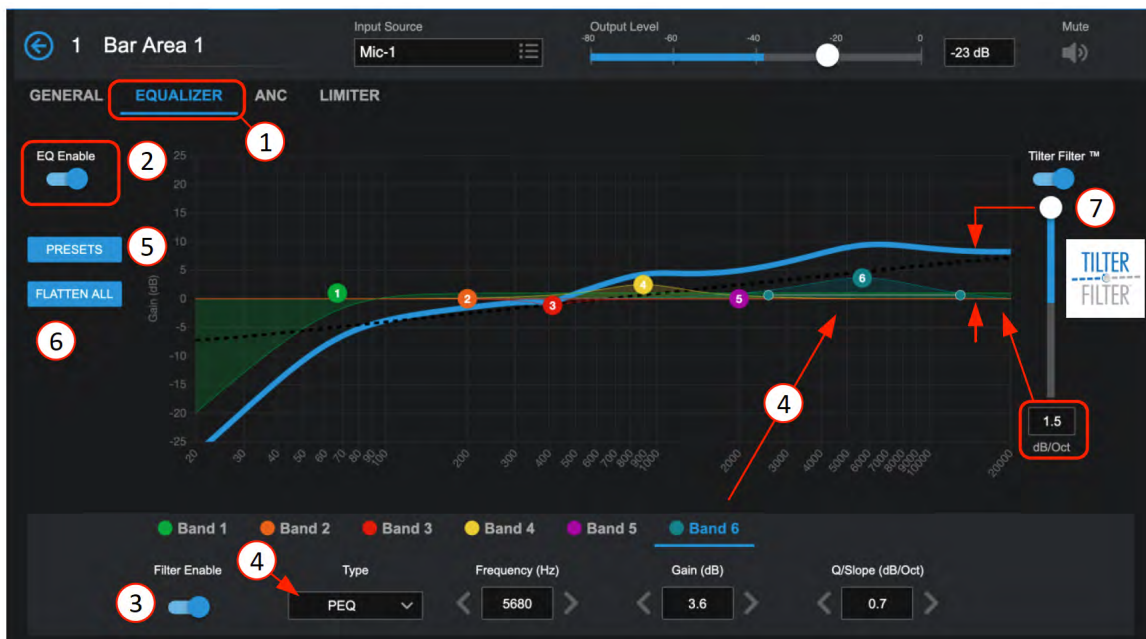 1 Bar Area 1
Input Source
Mic-1
Output Level
-80 -60 -40 -20 0
-23 dB
Mute
GENERAL EQUALIZER ANC LIMITER
1
EQ Enable
2
Tilter Filter ™
7
PRESETS
5
FLATTEN ALL
6
TILTER
FILTER
Gain (dB)
25
20
15
10
5
0
-5
-10
-15
-20
-25
1 2 3 4 5 6
4
1.5
dB/Oct
20 30 40 50 60 70 80 90 100 200 300 400 500 600 700 800 900 1000 2000 3000 4000 5000 6000 7000 8000 9000 10000 20000
Band 1 Band 2 Band 3 Band 4 Band 5 Band 6
Filter Enable
3
4
Type
PEQ
Frequency (Hz)
5680
Gain (dB)
3.6
Q/Slope (dB/Oct)
0.7